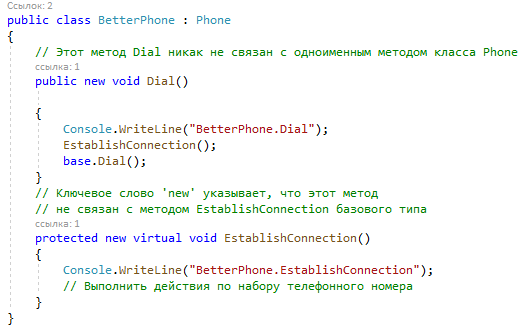 Ссылок: 2
public class BetterPhone : Phone
{
// Этот метод Dial никак не связан с одноименным методом класса Phone
ссылка: 1
public new void Dial()
{
Console.WriteLine("BetterPhone.Dial");
EstablishConnection();
base.Dial();
}
// Ключевое слово 'new' указывает, что этот метод
// не связан с методом EstablishConnection базового типа
ссылка: 1
protected new virtual void EstablishConnection()
{
Console.WriteLine("BetterPhone.EstablishConnection");
// Выполнить действия по набору телефонного номера
}
}